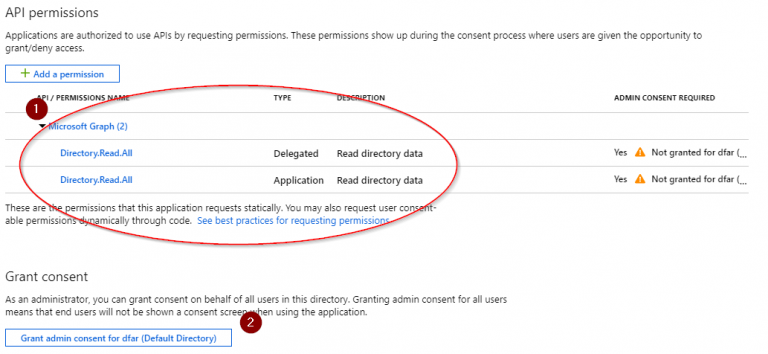 API permissions
Applications are authorized to use APIs by requesting permissions. These permissions show up during the consent process where users are given the opportunity to
grant/deny access.
+ Add a permission
API / PERMISSIONS NAME TYPE DESCRIPTION ADMIN CONSENT REQUIRED
1
Microsoft Graph (2)
Directory.Read.All Delegated Read directory data Yes Not granted for dfar (...
Directory.Read.All Application Read directory data Yes Not granted for dfar (...
These are the permissions that this application requests statically. You may also request user consent-
able permissions dynamically through code. See best practices for requesting permissions
Grant consent
As an administrator, you can grant consent on behalf of all users in this directory. Granting admin consent for all users
means that end users will not be shown a consent screen when using the application.
2
Grant admin consent for dfar (Default Directory)